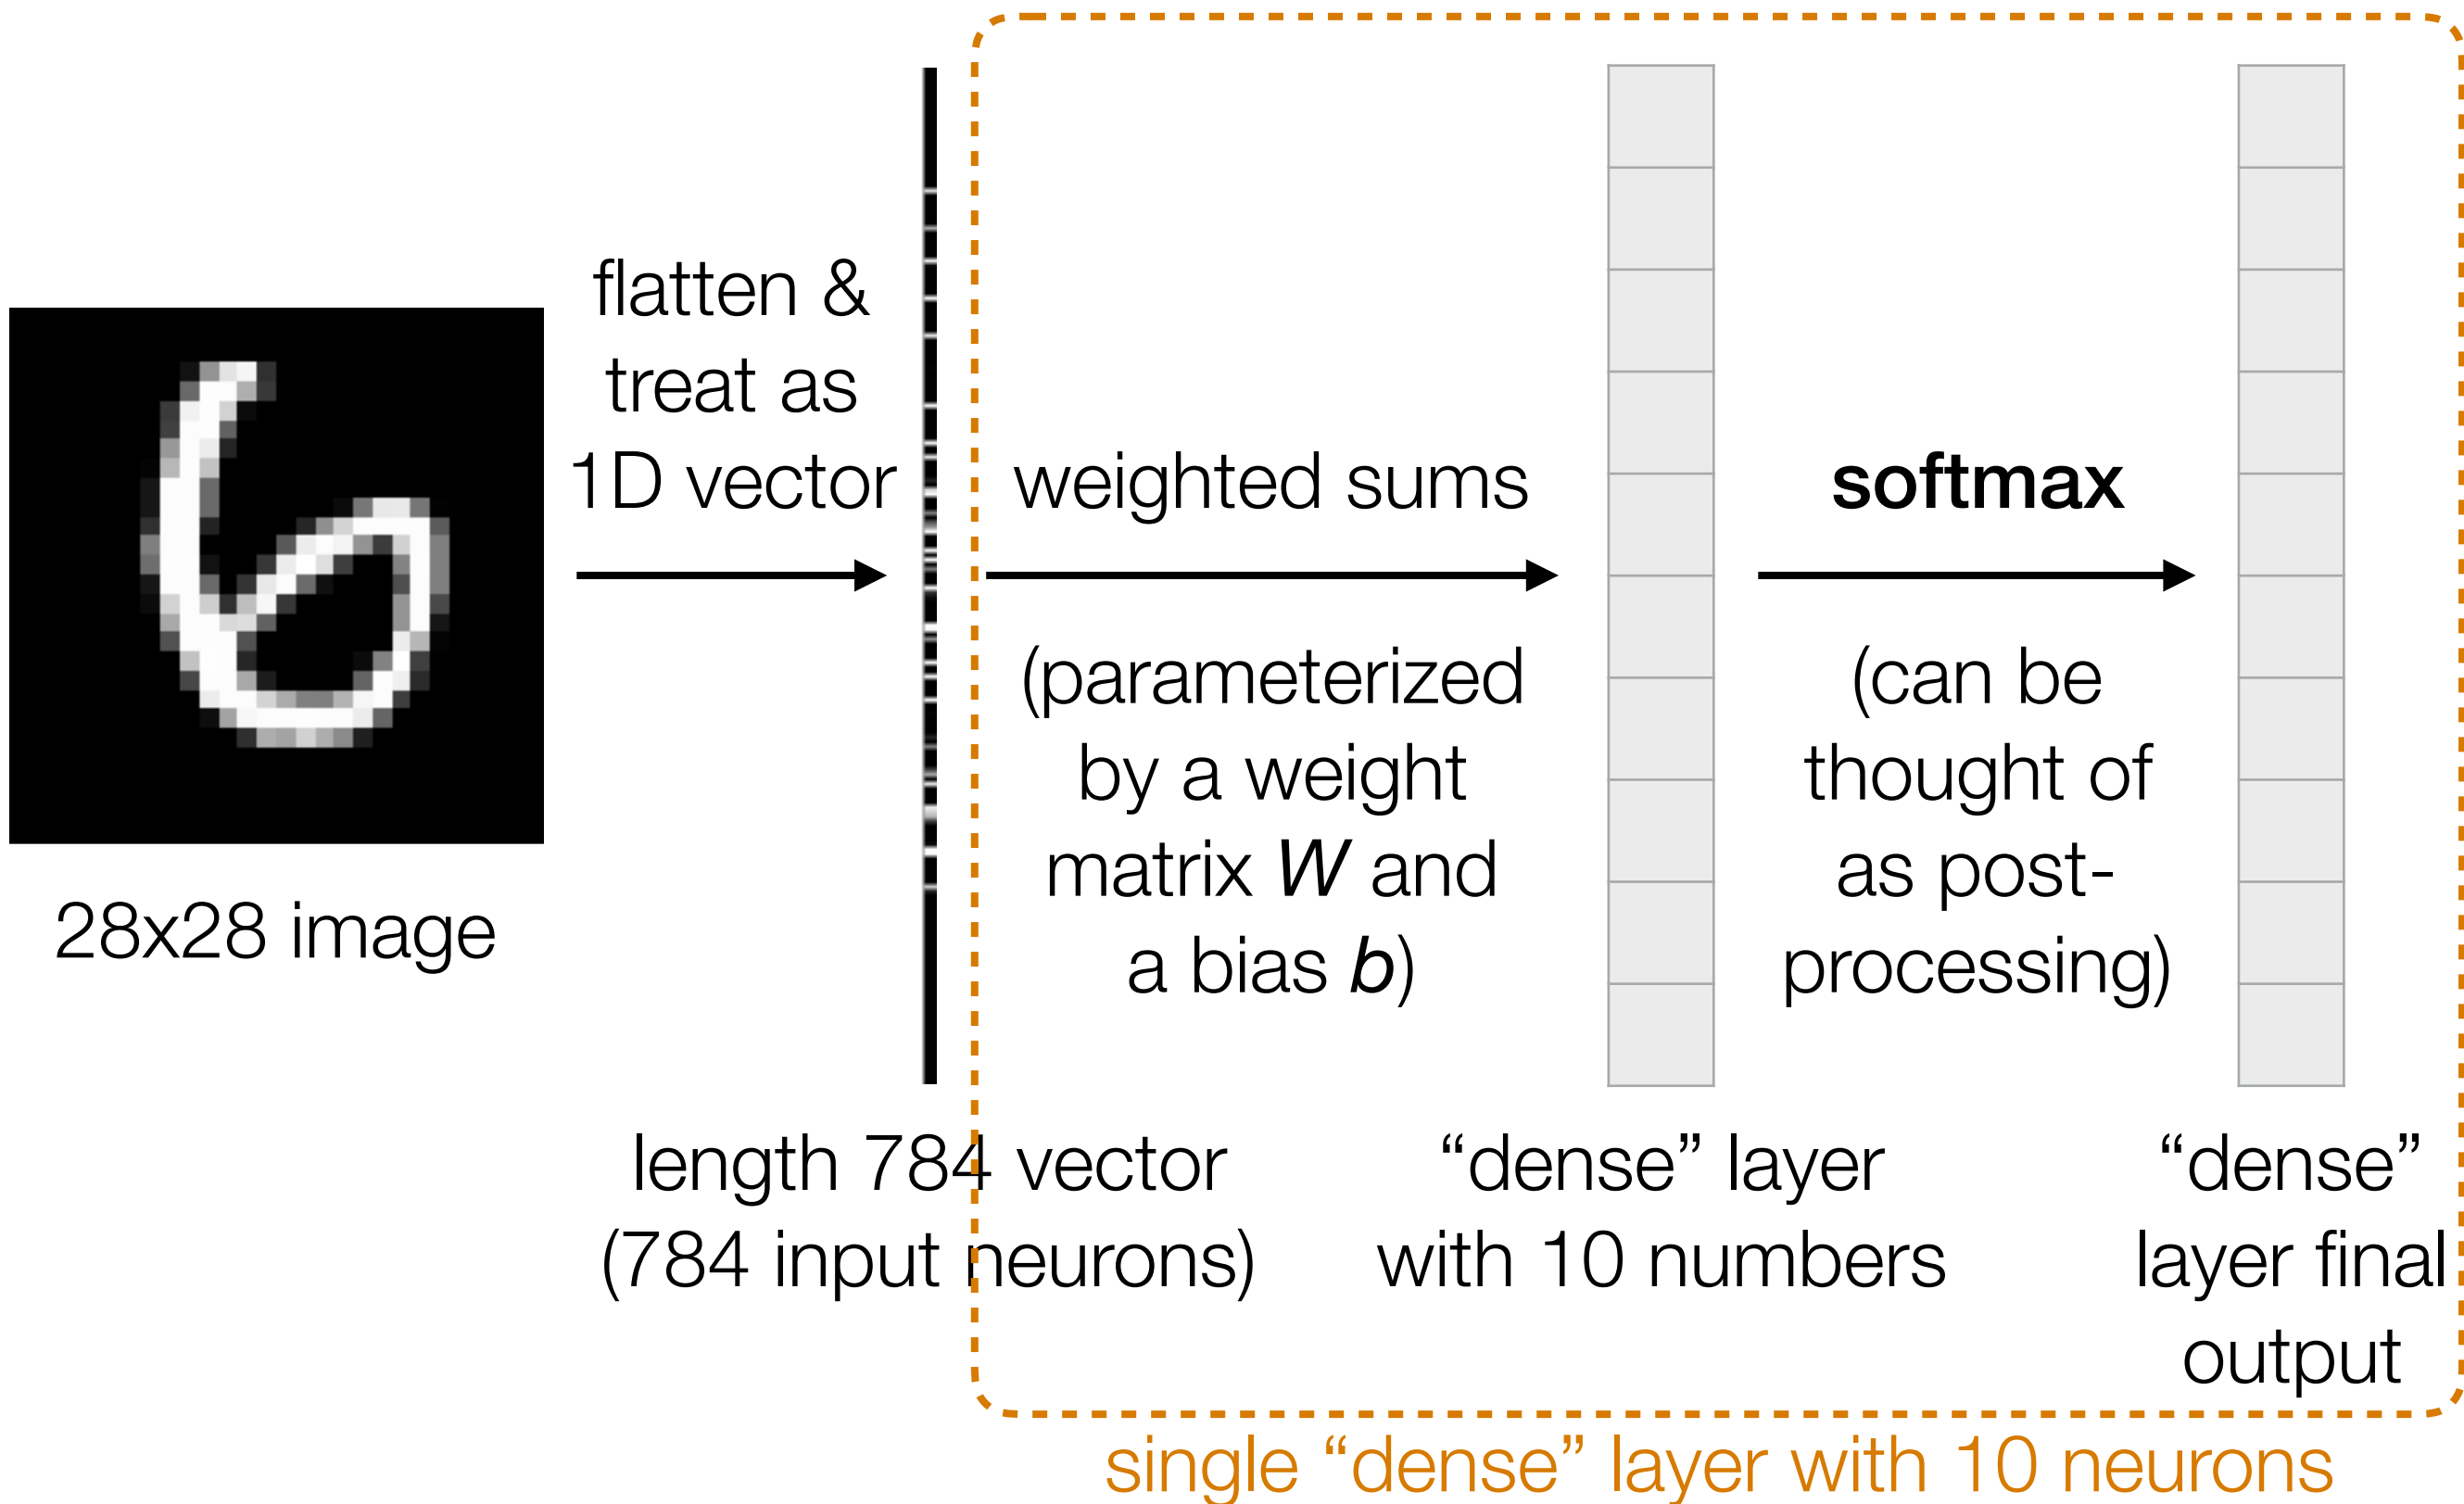 flatten &
treat as
1D vector
28x28 image
length 784 vector
(784 input neurons)
weighted sums
(parameterized
by a weight
matrix W and
a bias b)
“dense” layer
with 10 numbers
softmax
(can be
thought of
as post-
processing)
“dense”
layer final
output
single “dense” layer with 10 neurons